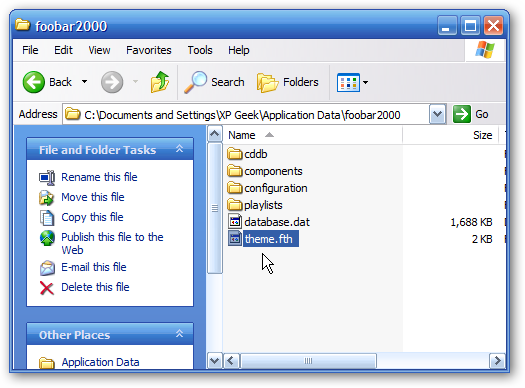 foobar2000
File Edit View Favorites Tools Help
Back Search Folders
Address C:\Documents and Settings\XP Geek\Application Data\foobar2000 Go
File and Folder Tasks
Rename this file
Move this file
Copy this file
Publish this file to the
Web
E-mail this file
Delete this file
Other Places
Application Data
Name Size
cddb
components
configuration
playlists
database.dat 1,688 KB
theme.fth 2 KB